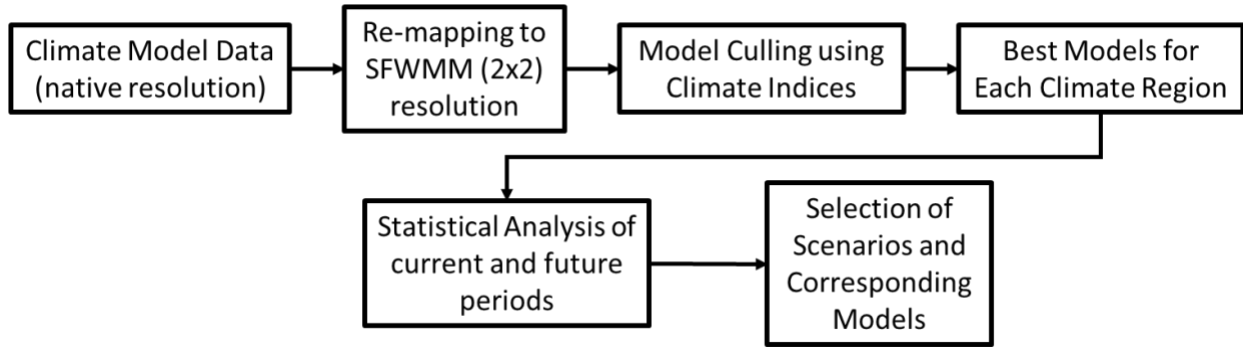 Climate Model Data
(native resolution)
Re-mapping to
SFWMM (2x2)
resolution
Model Culling using
Climate Indices
Best Models for
Each Climate Region
Statistical Analysis of
current and future
periods
Selection of
Scenarios and
Corresponding
Models